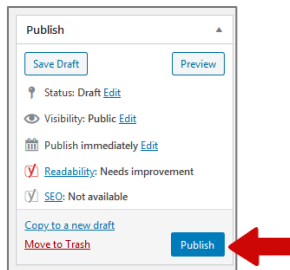 Publish
Save Draft Preview
Status: Draft Edit
Visibility: Public Edit
Publish immediately Edit
Readability: Needs improvement
SEO: Not available
Copy to a new draft
Move to Trash Publish